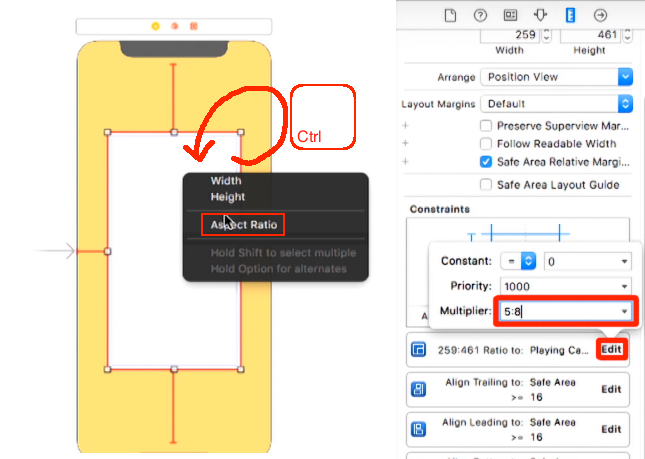 Ctrl
Width
Height
Aspect Ratio
Hold Shift to select multiple
Hold Option for alternates
259 461
Width Height
Arrange Position View
Layout Margins Default
Preserve Superview Mar...
Follow Readable Width
Safe Area Relative Margi...
Safe Area Layout Guide
Constraints
Constant: = 0
Priority: 1000
Multiplier: 5:8
A
259:461 Ratio to: Playing Ca... Edit
Align Trailing to: Safe Area
>= 16
Edit
Align Leading to: Safe Area
>= 16
Edit